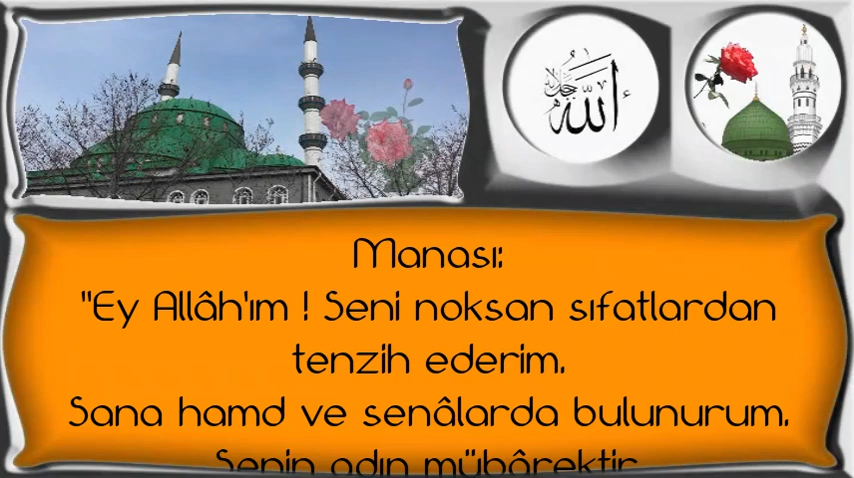 الله جل جلاله
Manası:
"Ey Allâh'ım ! Seni noksan sıfatlardan
tenzih ederim.
Sana hamd ve senâlarda bulunurum.
Senin adın mübârektir